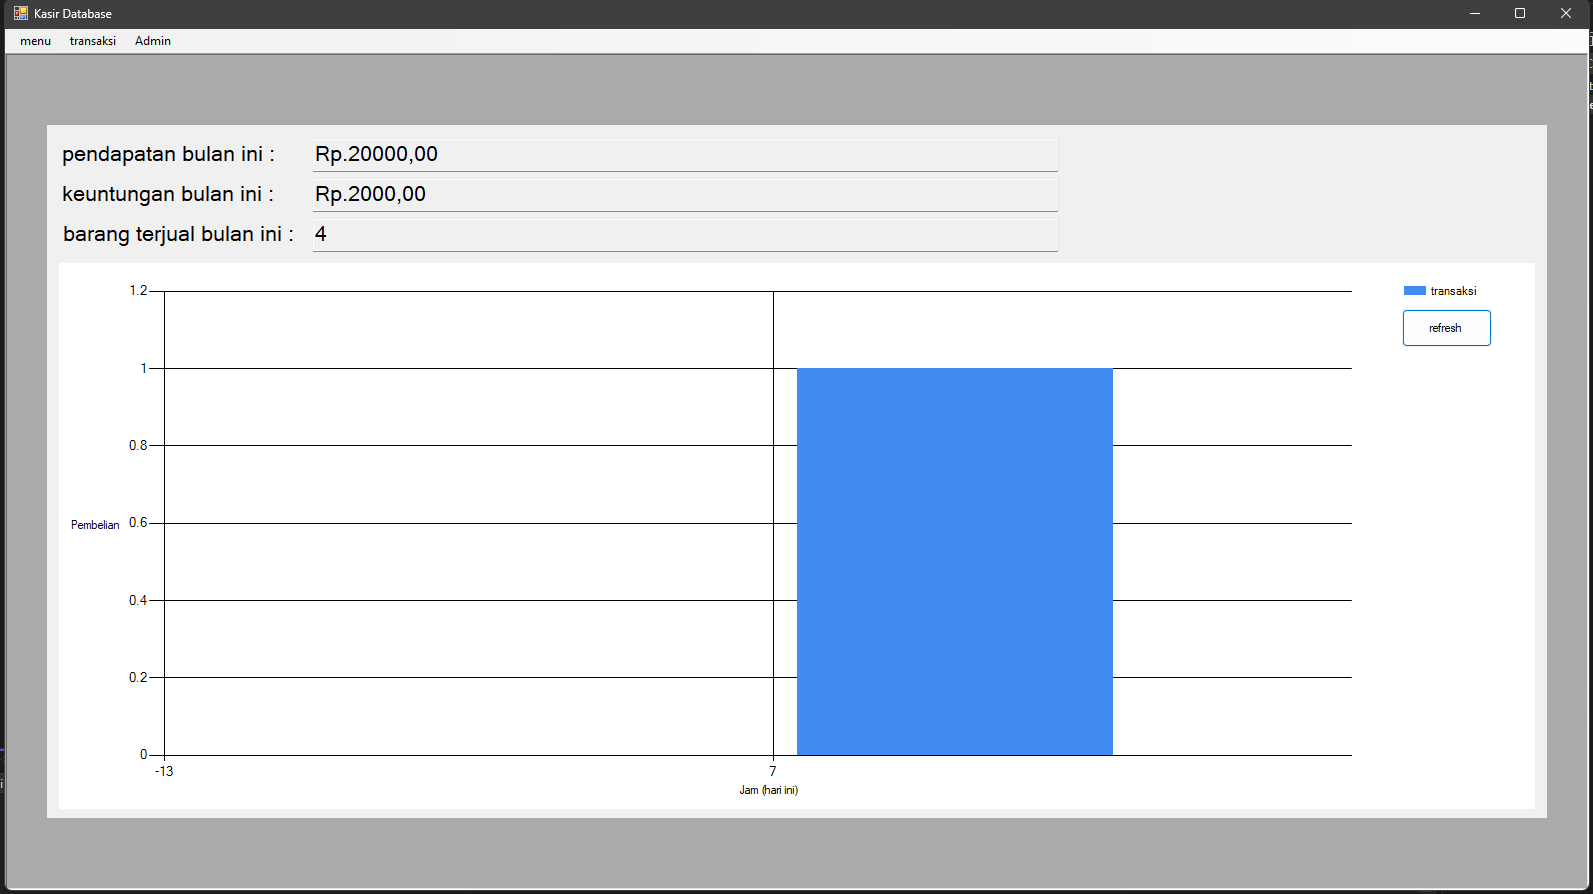 Kasir Database
menu transaksi Admin
pendapatan bulan ini : Rp.20000,00
keuntungan bulan ini : Rp.2000,00
barang terjual bulan ini : 4
1.2
transaksi
refresh
1
0.8
Pembelian
0.6
0.4
0.2
0
-13 7
Jam (hari ini)